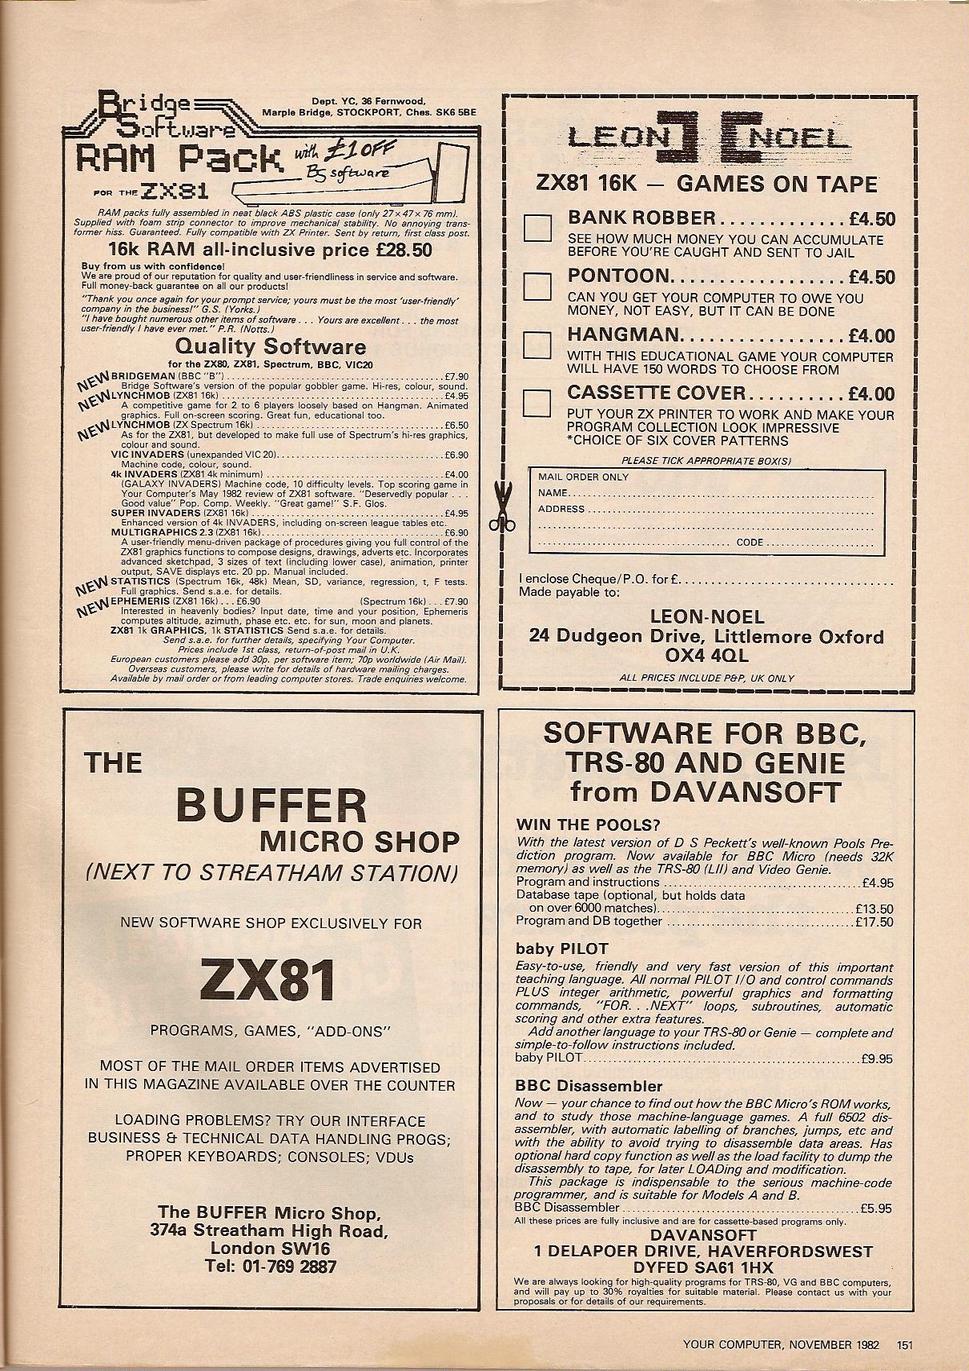 Bridge
Software
Dept. YC, 36 Fernwood,
Marple Bridge, STOCKPORT, Ches. SK6 5BE
RAM Pack with £1 OFF
BS software
FOR THE ZX81
RAM packs fully assembled in neat black ABS plastic case (only 27×47×76 mm).
Supplied with foam strip connector to improve mechanical stability. No annoying trans-
former hiss. Guaranteed. Fully compatible with ZX Printer. Sent by return, first class post.
16k RAM all-inclusive price £28.50
Buy from us with confidence!
We are proud of our reputation for quality and user-friendliness in service and software.
Full money-back guarantee on all our products!
"Thank you once again for your prompt service; yours must be the most 'user-friendly'
company in the business!" G.S. (Yorks.)
"I have bought numerous other items of software . . . Yours are excellent . . . the most
user-friendly I have ever met." P.R. (Notts.)
Quality Software
for the ZX80, ZX81, Spectrum, BBC, VIC20
NEW BRIDGEMAN (BBC "B") ... £7.90
Bridge Software's version of the popular gobbler game. Hi-res, colour, sound.
NEW LYNCHMOB (ZX81 16k) ... £4.95
A competitive game for 2 to 6 players loosely based on Hangman. Animated
graphics. Full on-screen scoring. Great fun, educational too.
NEW LYNCHMOB (ZX Spectrum 16k) ... £6.50
As for the ZX81, but developed to make full use of Spectrum's hi-res graphics,
colour and sound.
VIC INVADERS (unexpanded VIC 20) ... £6.90
Machine code, colour, sound.
4k INVADERS (ZX81 4k minimum) ... £4.00
(GALAXY INVADERS) Machine code, 10 difficulty levels. Top scoring game in
Your Computer's May 1982 review of ZX81 software. "Deservedly popular . . .
Good value" Pop. Comp. Weekly. "Great game!" S.F. Glos.
SUPER INVADERS (ZX81 16k) ... £4.95
Enhanced version of 4k INVADERS, including on-screen league tables etc.
MULTIGRAPHICS 2.3 (ZX81 16k) ... £6.90
A user-friendly menu-driven package of procedures giving you full control of the
ZX81 graphics functions to compose designs, drawings, adverts etc. Incorporates
advanced sketchpad, 3 sizes of text (including lower case), animation, printer
output, SAVE displays etc. 20 pp. Manual included.
NEW STATISTICS (Spectrum 16k, 48k) Mean, SD, variance, regression, t, F tests.
Full graphics. Send s.a.e. for details.
NEW EPHEMERIS (ZX81 16k) . . . £6.90 (Spectrum 16k) . . . £7.90
Interested in heavenly bodies? Input date, time and your position, Ephemeris
computes altitude, azimuth, phase etc. etc. for sun, moon and planets.
ZX81 1k GRAPHICS, 1k STATISTICS Send s.a.e. for details.
Send s.a.e. for further details, specifying Your Computer.
Prices include 1st class, return-of-post mail in U.K.
European customers please add 30p. per software item; 70p worldwide (Air Mail).
Overseas customers, please write for details of hardware mailing charges.
Available by mail order or from leading computer stores. Trade enquiries welcome.
LEON NOEL
ZX81 16K — GAMES ON TAPE
BANK ROBBER ... £4.50
SEE HOW MUCH MONEY YOU CAN ACCUMULATE
BEFORE YOU'RE CAUGHT AND SENT TO JAIL
PONTOON ... £4.50
CAN YOU GET YOUR COMPUTER TO OWE YOU
MONEY, NOT EASY, BUT IT CAN BE DONE
HANGMAN ... £4.00
WITH THIS EDUCATIONAL GAME YOUR COMPUTER
WILL HAVE 150 WORDS TO CHOOSE FROM
CASSETTE COVER ... £4.00
PUT YOUR ZX PRINTER TO WORK AND MAKE YOUR
PROGRAM COLLECTION LOOK IMPRESSIVE
*CHOICE OF SIX COVER PATTERNS
PLEASE TICK APPROPRIATE BOX(S)
MAIL ORDER ONLY
NAME
ADDRESS
CODE
I enclose Cheque/P.O. for £
Made payable to:
LEON-NOEL
24 Dudgeon Drive, Littlemore Oxford
OX4 4QL
ALL PRICES INCLUDE P&P, UK ONLY
THE
BUFFER
MICRO SHOP
(NEXT TO STREATHAM STATION)
NEW SOFTWARE SHOP EXCLUSIVELY FOR
ZX81
PROGRAMS, GAMES, "ADD-ONS"
MOST OF THE MAIL ORDER ITEMS ADVERTISED
IN THIS MAGAZINE AVAILABLE OVER THE COUNTER
LOADING PROBLEMS? TRY OUR INTERFACE
BUSINESS & TECHNICAL DATA HANDLING PROGS;
PROPER KEYBOARDS; CONSOLES; VDUs
The BUFFER Micro Shop,
374a Streatham High Road,
London SW16
Tel: 01-769 2887
SOFTWARE FOR BBC,
TRS-80 AND GENIE
from DAVANSOFT
WIN THE POOLS?
With the latest version of D S Peckett's well-known Pools Pre-
diction program. Now available for BBC Micro (needs 32K
memory) as well as the TRS-80 (LII) and Video Genie.
Program and instructions ... £4.95
Database tape (optional, but holds data
on over 6000 matches) ... £13.50
Program and DB together ... £17.50
baby PILOT
Easy-to-use, friendly and very fast version of this important
teaching language. All normal PILOT I/O and control commands
PLUS integer arithmetic, powerful graphics and formatting
commands, "FOR. . .NEXT" loops, subroutines, automatic
scoring and other extra features.
Add another language to your TRS-80 or Genie — complete and
simple-to-follow instructions included.
baby PILOT ... £9.95
BBC Disassembler
Now — your chance to find out how the BBC Micro's ROM works,
and to study those machine-language games. A full 6502 dis-
assembler, with automatic labelling of branches, jumps, etc and
with the ability to avoid trying to disassemble data areas. Has
optional hard copy function as well as the load facility to dump the
disassembly to tape, for later LOADing and modification.
This package is indispensable to the serious machine-code
programmer, and is suitable for Models A and B.
BBC Disassembler ... £5.95
All these prices are fully inclusive and are for cassette-based programs only.
DAVANSOFT
1 DELAPOER DRIVE, HAVERFORDSWEST
DYFED SA61 1HX
We are always looking for high-quality programs for TRS-80, VG and BBC computers,
and will pay up to 30% royalties for suitable material. Please contact us with your
proposals or for details of our requirements.
YOUR COMPUTER, NOVEMBER 1982 151